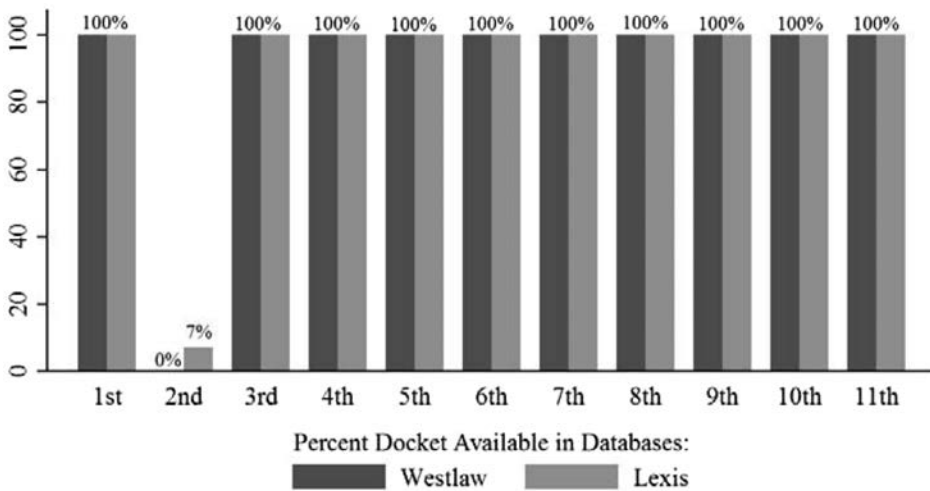 100
80
60
40
20
0
100% 0% 7% 100% 100% 100% 100% 100% 100% 100% 100% 100%
1st 2nd 3rd 4th 5th 6th 7th 8th 9th 10th 11th
Percent Docket Available in Databases:
Westlaw Lexis